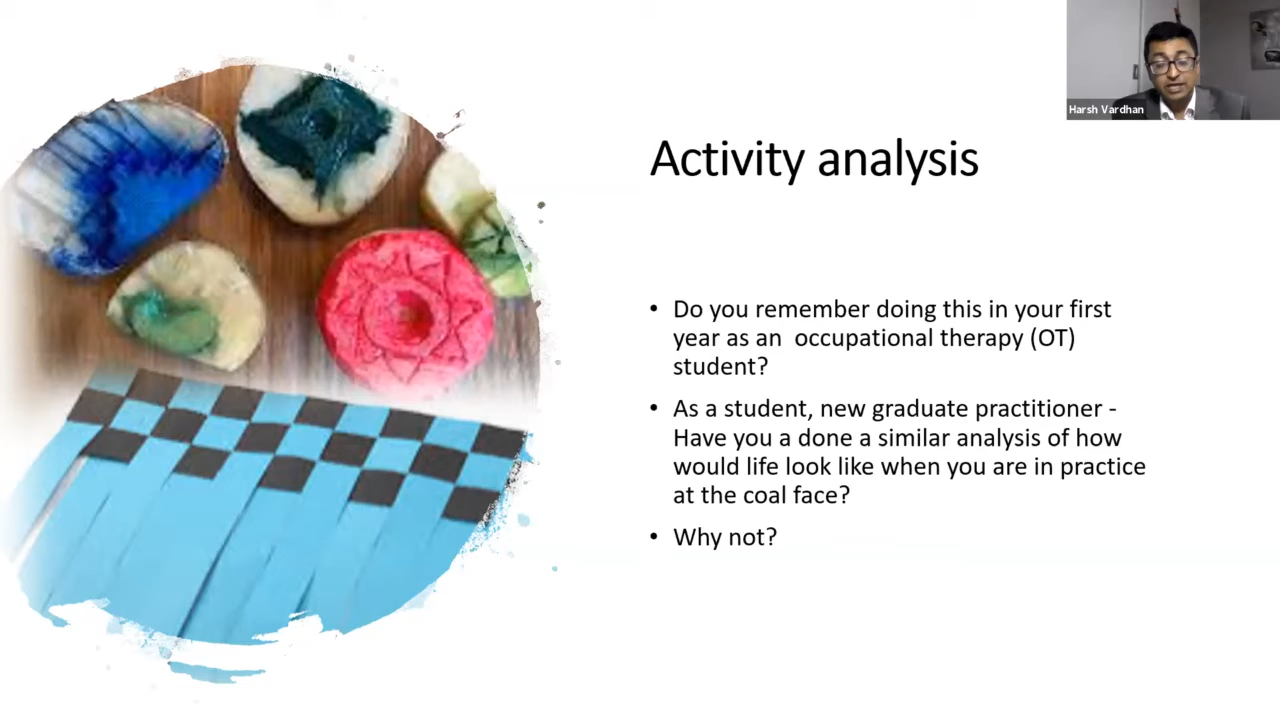 Harsh Vardhan
Activity analysis
• Do you remember doing this in your first
year as an  occupational therapy (OT)
student?
• As a student, new graduate practitioner -
Have you a done a similar analysis of how
would life look like when you are in practice
at the coal face?
• Why not?